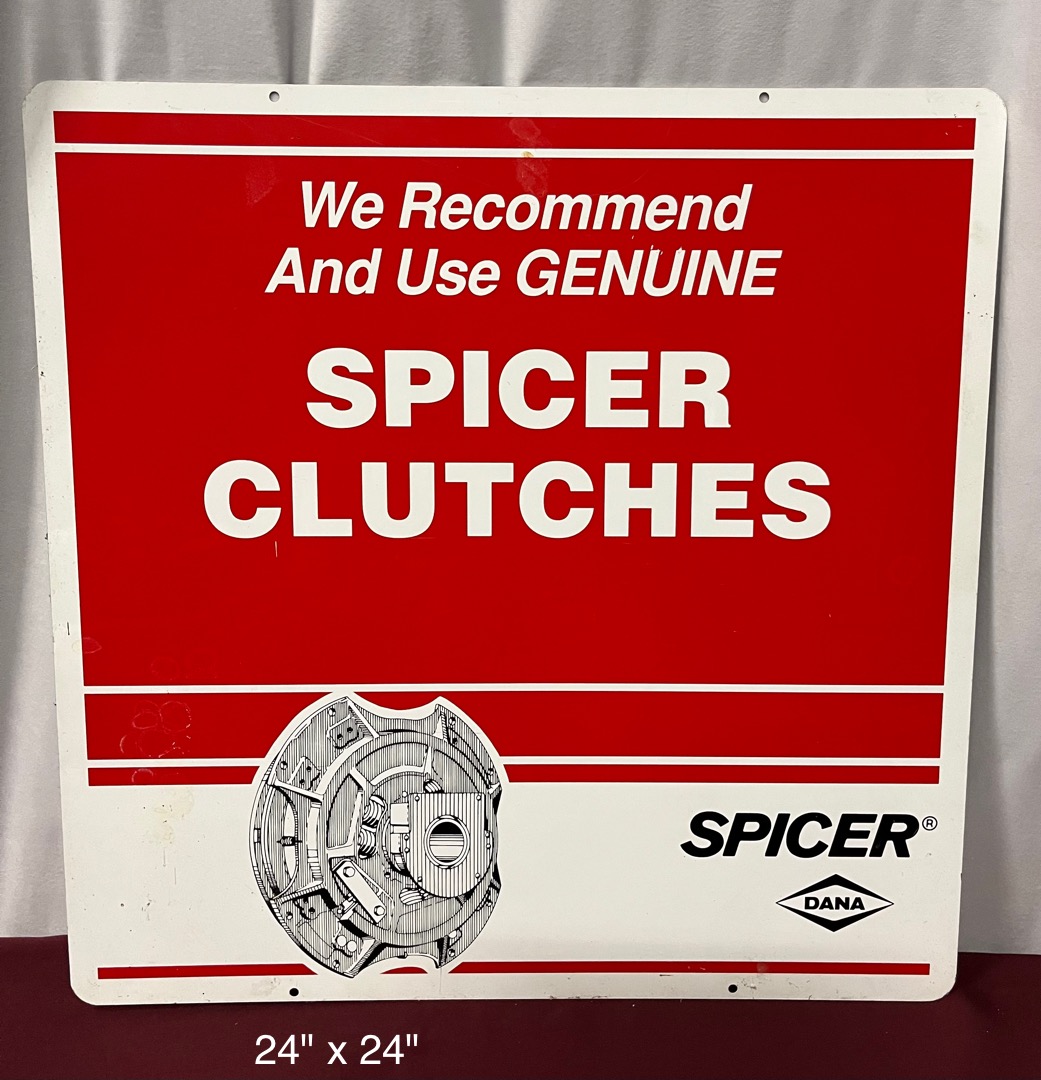 We Recommend
And Use GENUINE
SPICER
CLUTCHES
SPICER®
DANA
24" x 24"